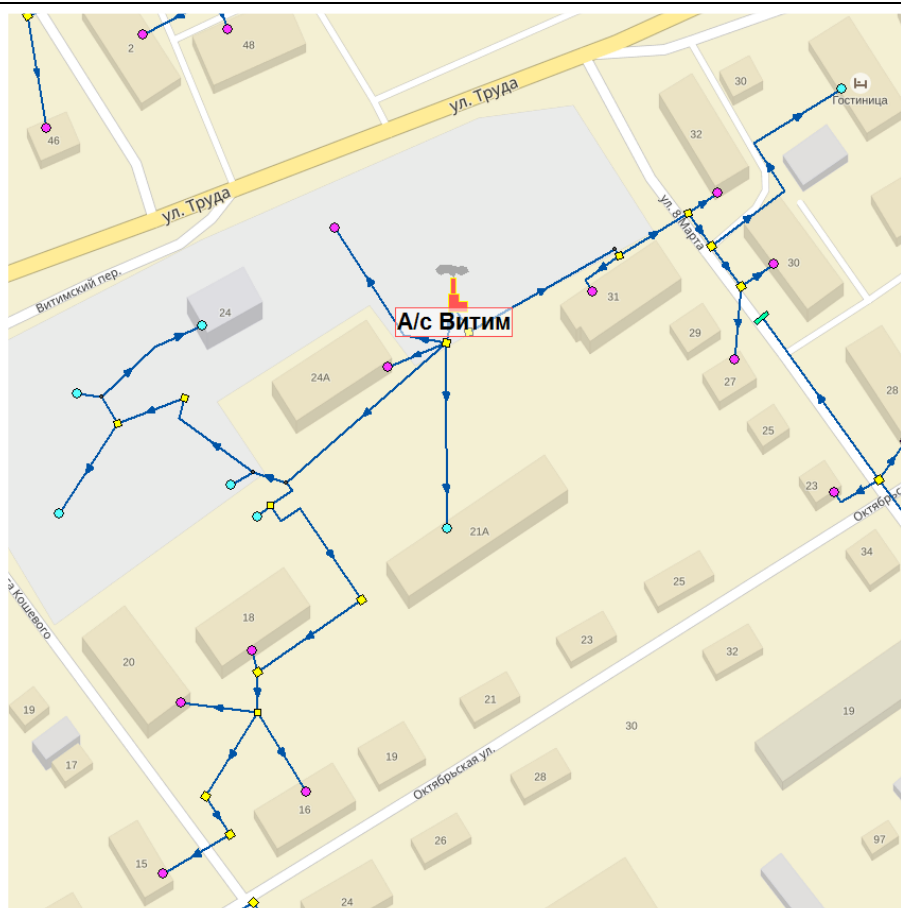 2
48
46
ул. Труда
30
Гостиница
32
ул. Труда
ул. 8 Марта
Витимский пер.
30
24
31
А/с Витим
29
24А
27
28
25
23
21А
Октябрьс
34
25
18
23
32
20
21
19
19
30
17
19
Октябрьская ул.
28
16
26
97
15
24
га Кошевого